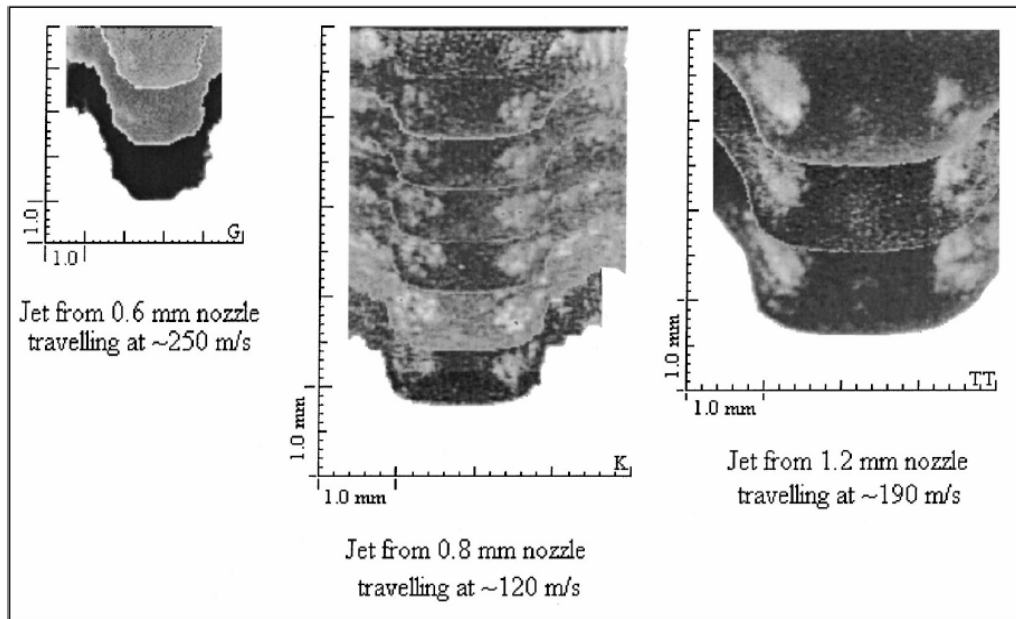 1.0
G
1.0
Jet from 0.6 mm nozzle
travelling at ~250 m/s
1.0 mm
K
1.0 mm
Jet from 0.8 mm nozzle
travelling at ~120 m/s
1.0 mm
TT
1.0 mm
Jet from 1.2 mm nozzle
travelling at ~190 m/s